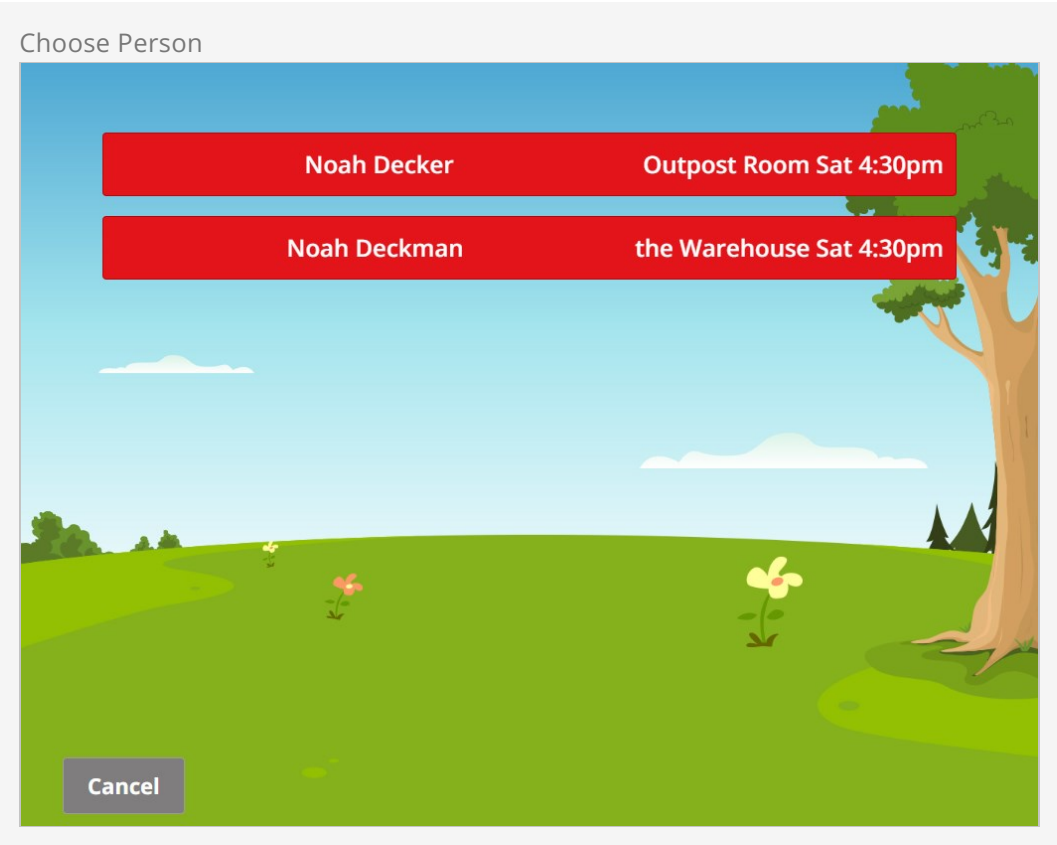 Choose Person
Noah Decker Outpost Room Sat 4:30pm
Noah Deckman the Warehouse Sat 4:30pm
Cancel